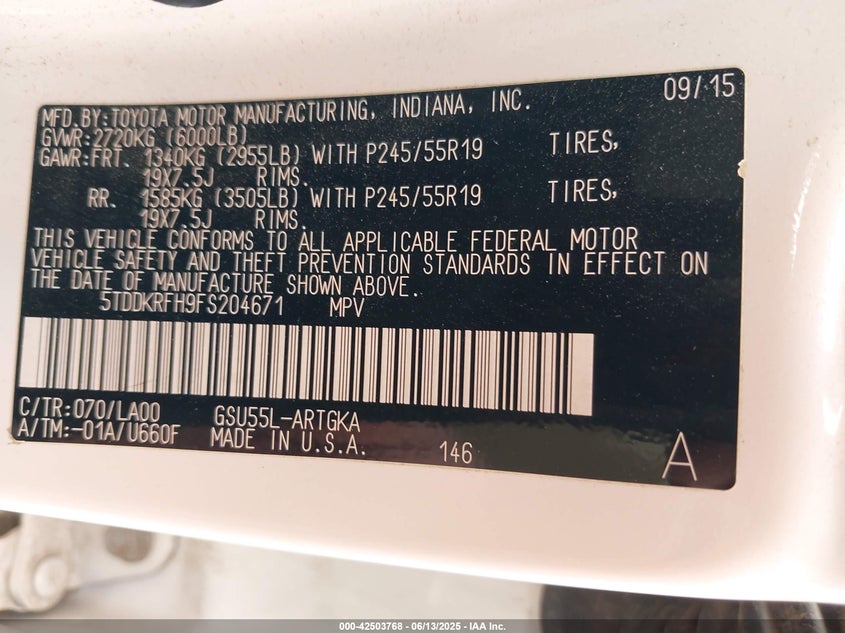 09/15
MFD.BY:TOYOTA MOTOR MANUFACTURING, INDIANA, INC.
GVWR:2720KG (6000LB)
GAWR:FRT. 1340KG (2955LB) WITH P245/55R19 TIRES,
19X7.5J RIMS.
RR. 1585KG (3505LB) WITH P245/55R19 TIRES,
19X7.5J RIMS.
THIS VEHICLE CONFORMS TO ALL APPLICABLE FEDERAL MOTOR
VEHICLE SAFETY AND THEFT PREVENTION STANDARDS IN EFFECT ON
THE DATE OF MANUFACTURE SHOWN ABOVE.
5TDDKRFH9FS204671 MPV
C/TR:070/LA00 GSU55L-ARTGKA
A/TM:-01A/U660F MADE IN U.S.A. 146 A
000-42503768 - 06/13/2025 - IAA Inc.